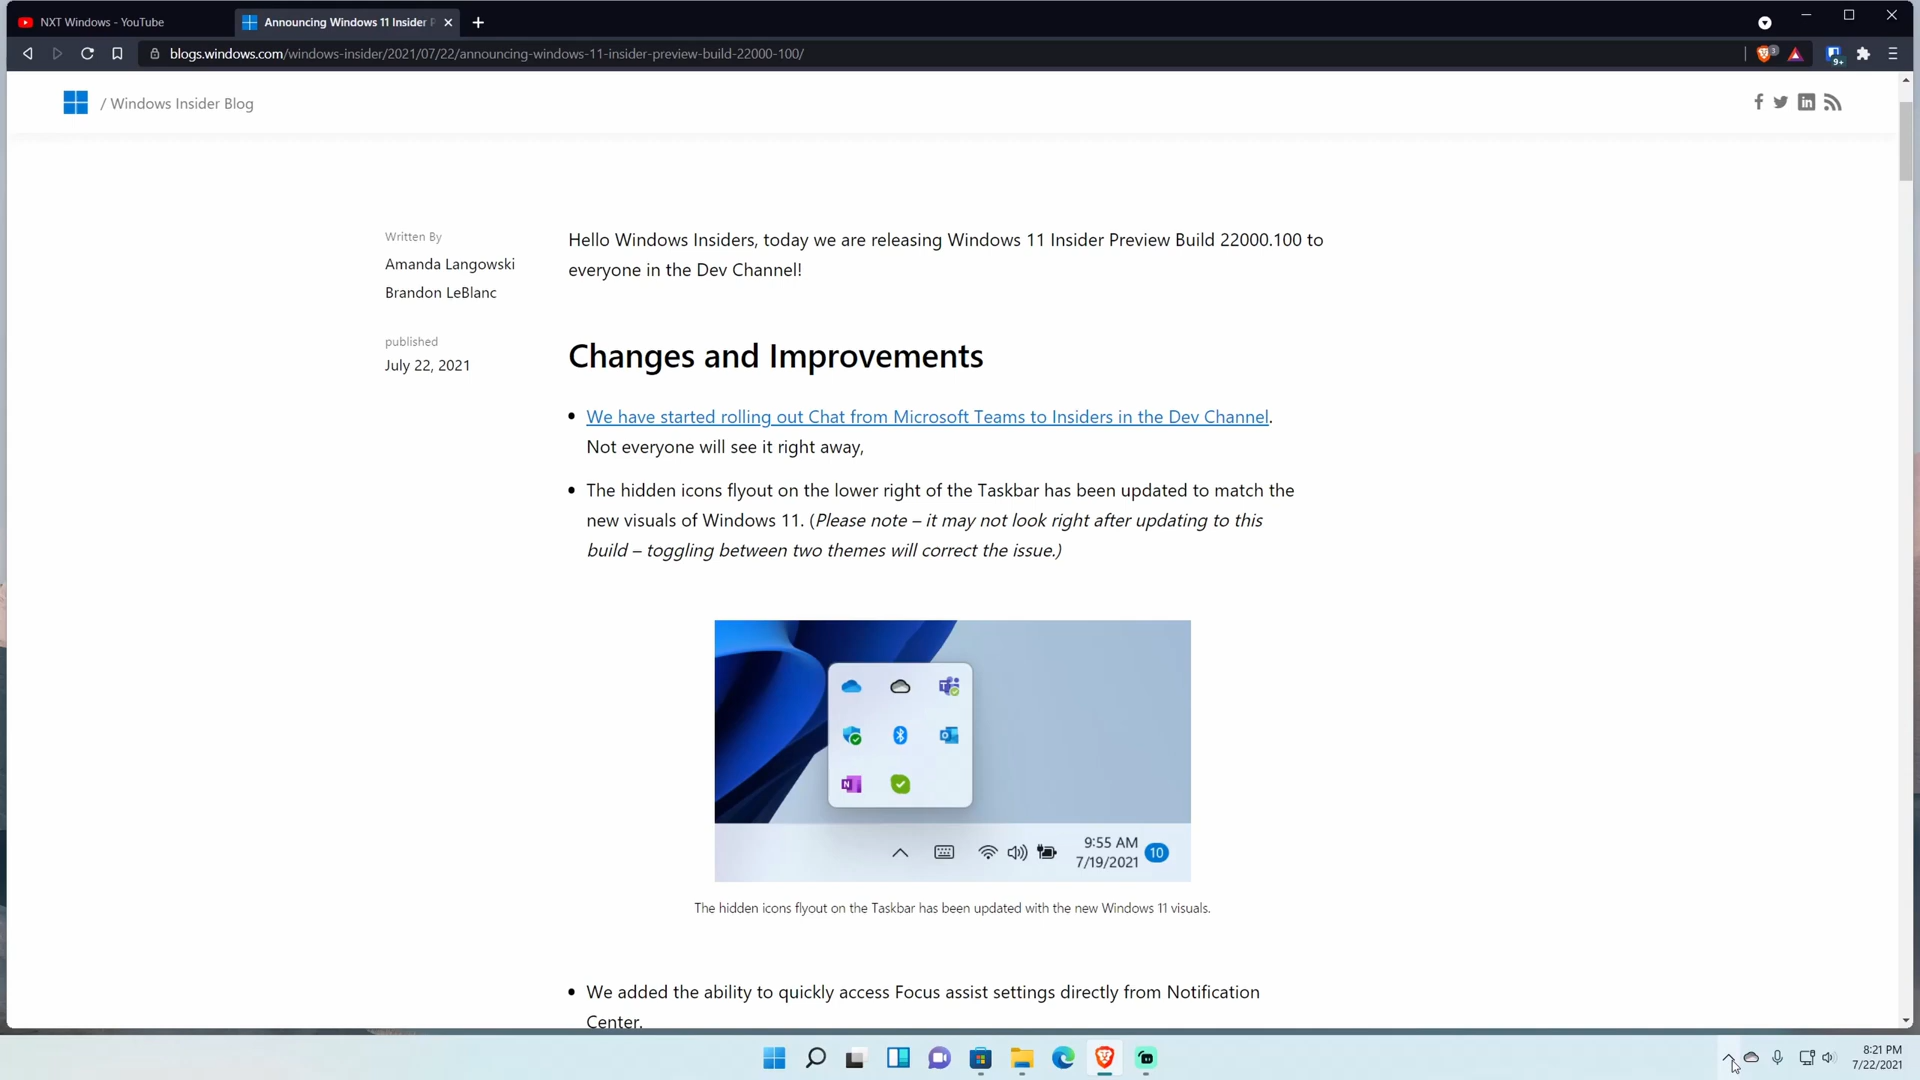 NXT Windows - YouTube
Announcing Windows 11 Insider
blogs.windows.com/windows-insider/2021/07/22/announcing-windows-11-insider-preview-build-22000-100/
3
9+
/ Windows Insider Blog
Written By
Amanda Langowski
Brandon LeBlanc
published
July 22, 2021
Hello Windows Insiders, today we are releasing Windows 11 Insider Preview Build 22000.100 to
everyone in the Dev Channel!
Changes and Improvements
• We have started rolling out Chat from Microsoft Teams to Insiders in the Dev Channel.
Not everyone will see it right away,
• The hidden icons flyout on the lower right of the Taskbar has been updated to match the
new visuals of Windows 11. (Please note – it may not look right after updating to this
build – toggling between two themes will correct the issue.)
9:55 AM
7/19/2021
10
The hidden icons flyout on the Taskbar has been updated with the new Windows 11 visuals.
• We added the ability to quickly access Focus assist settings directly from Notification
Center.
8:21 PM
7/22/2021